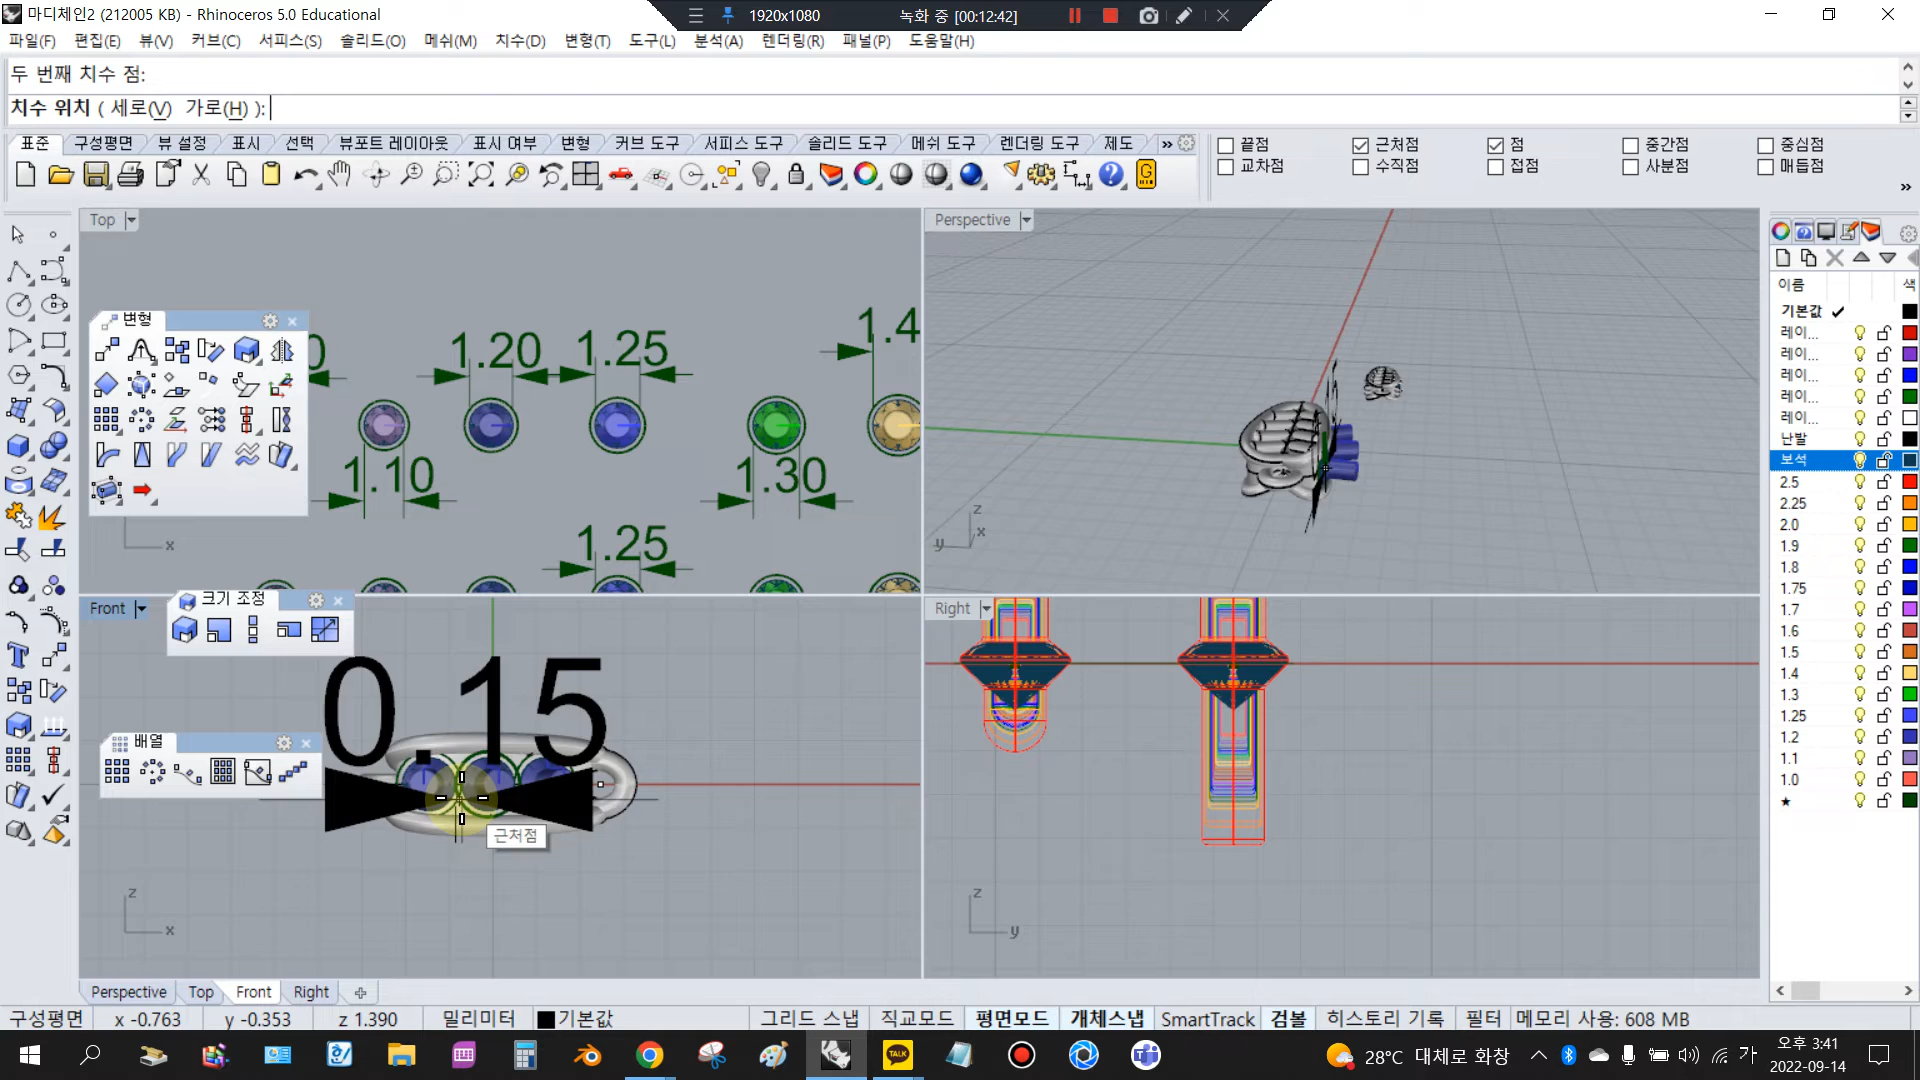 마디체인2 (212005 KB) - Rhinoceros 5.0 Educational
1920x1080
녹화 중 [00:12:42]
파일(F) 편집(E) 뷰(V) 커브(C) 서피스(S) 솔리드(O) 메쉬(M) 치수(D) 변형(T) 도구(L) 분석(A) 렌더링(R) 패널(P) 도움말(H)
두 번째 치수 점:
치수 위치 ( 세로(V) 가로(H) ):
표준 구성평면 뷰 설정 표시 선택 뷰포트 레이아웃 표시 여부 변형 커브 도구 서피스 도구 솔리드 도구 메쉬 도구 렌더링 도구 제도 »
끝점 근처점 점 중간점 중심점
교차점 수직점 접점 사분점 매듭점
»
Top
Perspective
변형
0
1.20
1.25
1.4
1.10
1.30
1.25
x
z
x
y
Front
크기 조정
Right
0.15
배열
근처점
z
x
z
y
이름 색
기본값
레이...
레이...
레이...
레이...
레이...
난발
보석
2.5
2.25
2.0
1.9
1.8
1.75
1.7
1.6
1.5
1.4
1.3
1.25
1.2
1.1
1.0
★
Perspective Top Front Right
구성평면 x -0.763 y -0.353 z 1.390 밀리미터 기본값 그리드 스냅 직교모드 평면모드 개체스냅 SmartTrack 검볼 히스토리 기록 필터 메모리 사용: 608 MB
TALK
28°C 대체로 화창
가
오후 3:41
2022-09-14